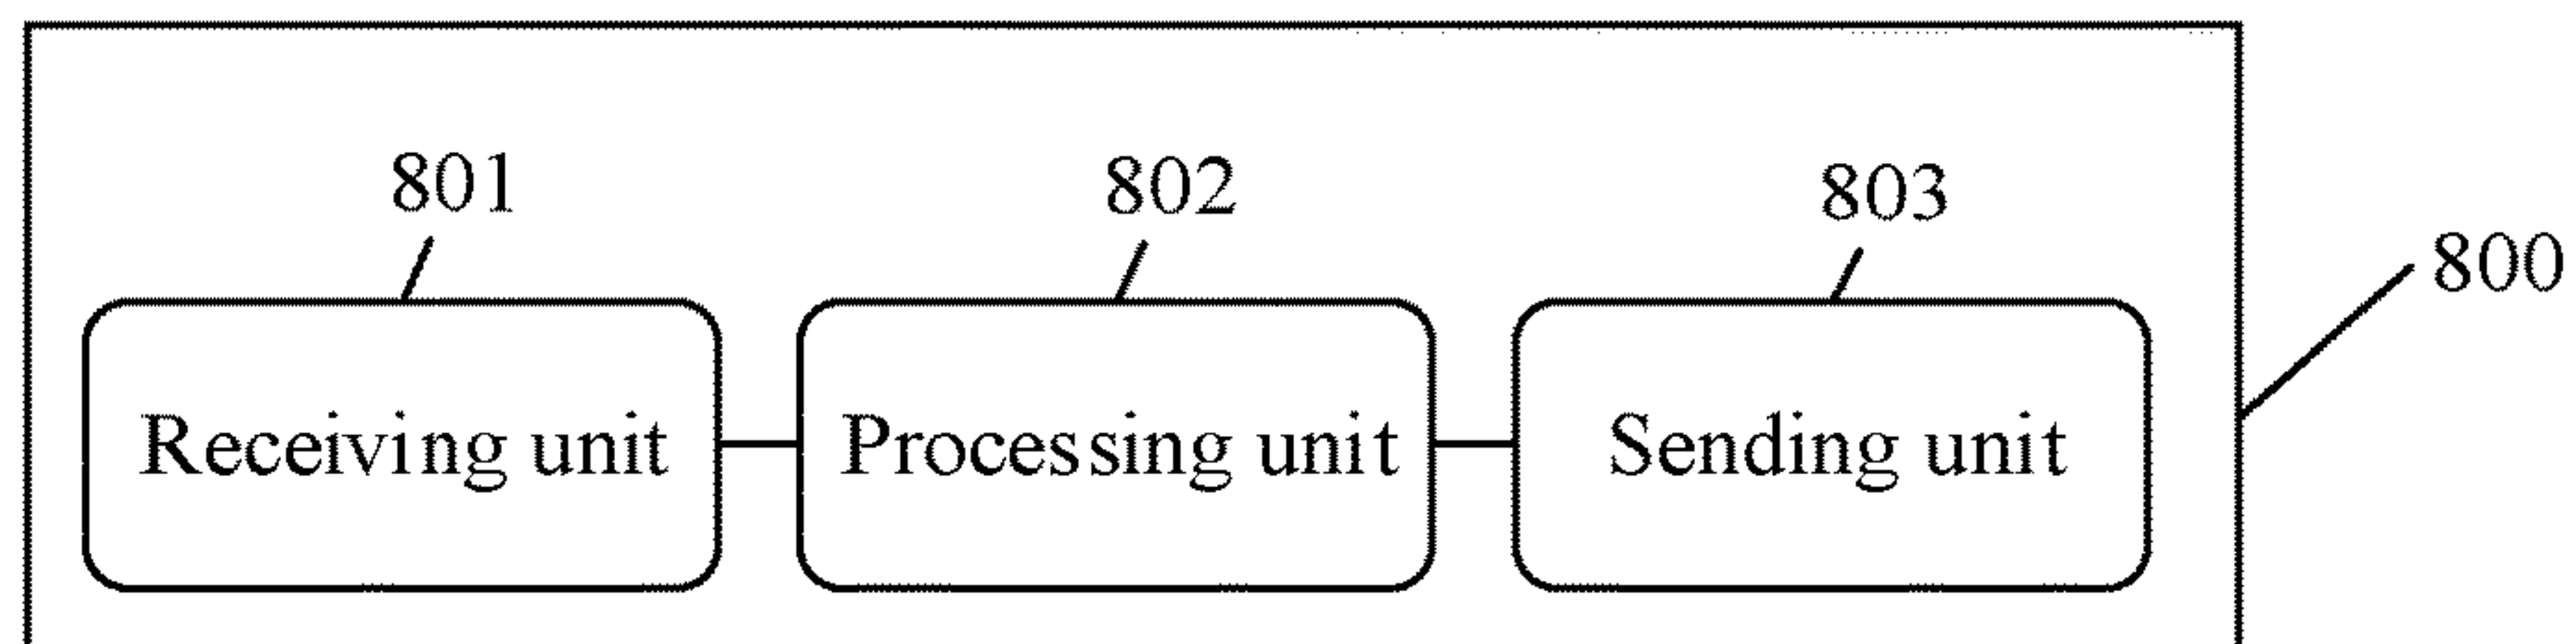 801
802
803
800
Receiving unit
Processing unit
Sending unit